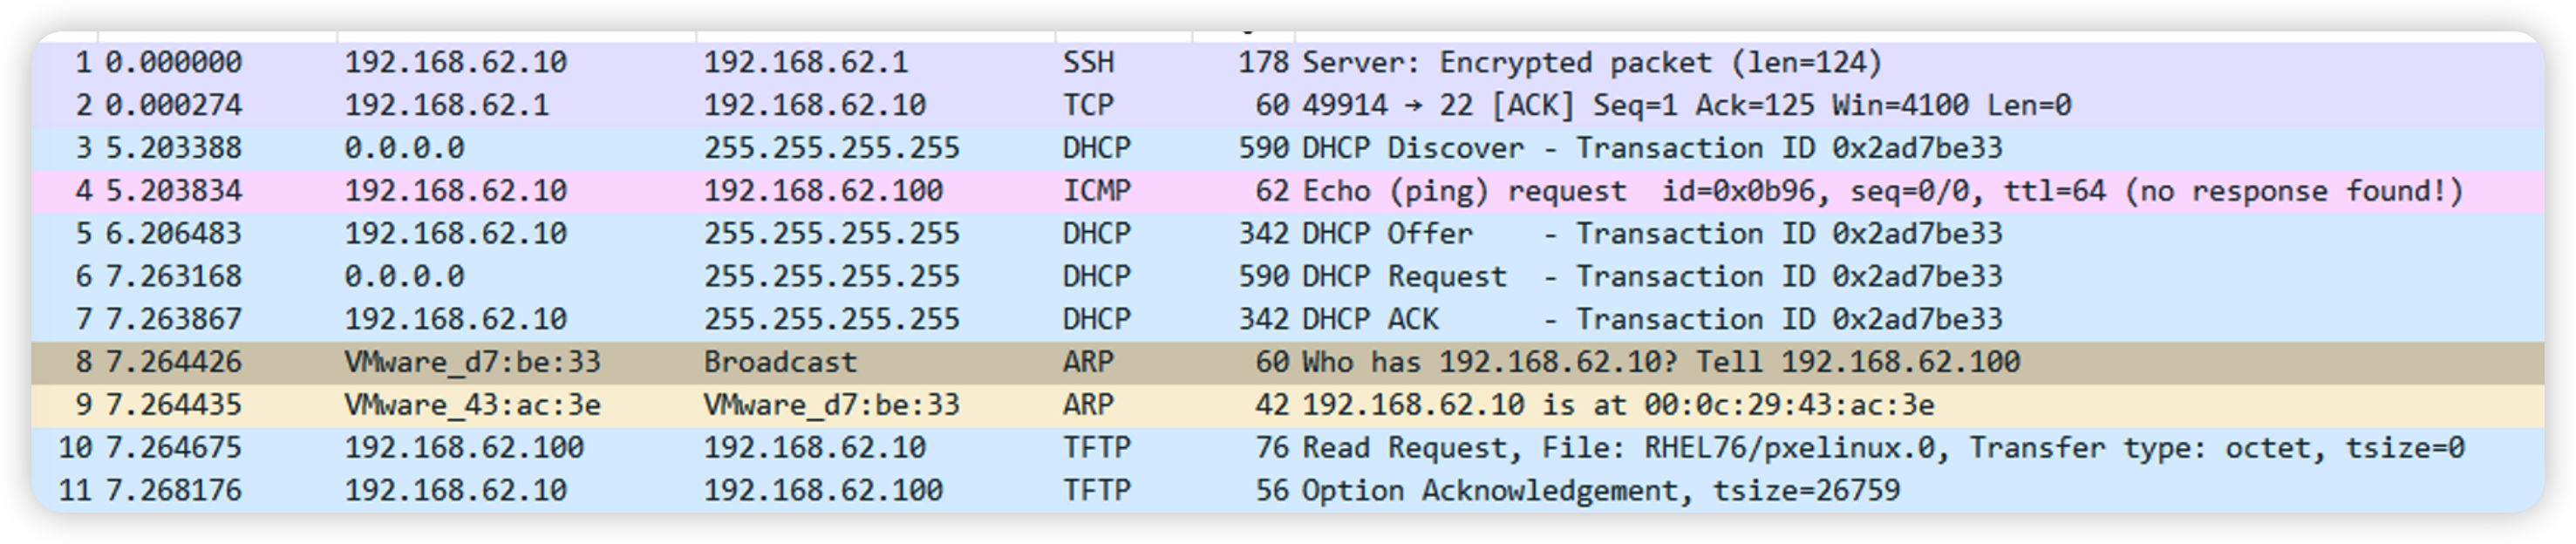 1 0.000000 192.168.62.10 192.168.62.1 SSH 178 Server: Encrypted packet (len=124)
2 0.000274 192.168.62.1 192.168.62.10 TCP 60 49914 → 22 [ACK] Seq=1 Ack=125 Win=4100 Len=0
3 5.203388 0.0.0.0 255.255.255.255 DHCP 590 DHCP Discover - Transaction ID 0x2ad7be33
4 5.203834 192.168.62.10 192.168.62.100 ICMP 62 Echo (ping) request id=0x0b96, seq=0/0, ttl=64 (no response found!)
5 6.206483 192.168.62.10 255.255.255.255 DHCP 342 DHCP Offer - Transaction ID 0x2ad7be33
6 7.263168 0.0.0.0 255.255.255.255 DHCP 590 DHCP Request - Transaction ID 0x2ad7be33
7 7.263867 192.168.62.10 255.255.255.255 DHCP 342 DHCP ACK - Transaction ID 0x2ad7be33
8 7.264426 VMware_d7:be:33 Broadcast ARP 60 Who has 192.168.62.10? Tell 192.168.62.100
9 7.264435 VMware_43:ac:3e VMware_d7:be:33 ARP 42 192.168.62.10 is at 00:0c:29:43:ac:3e
10 7.264675 192.168.62.100 192.168.62.10 TFTP 76 Read Request, File: RHEL76/pxelinux.0, Transfer type: octet, tsize=0
11 7.268176 192.168.62.10 192.168.62.100 TFTP 56 Option Acknowledgement, tsize=26759